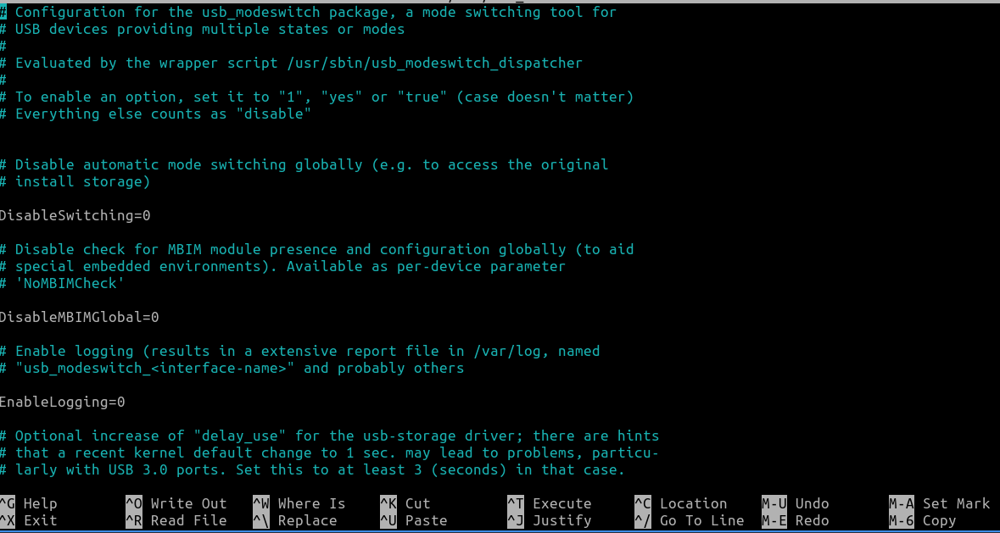 # Configuration for the usb_modeswitch package, a mode switching tool for
# USB devices providing multiple states or modes
#
# Evaluated by the wrapper script /usr/sbin/usb_modeswitch_dispatcher
#
# To enable an option, set it to "1", "yes" or "true" (case doesn't matter)
# Everything else counts as "disable"
# Disable automatic mode switching globally (e.g. to access the original
# install storage)
DisableSwitching=0
# Disable check for MBIM module presence and configuration globally (to aid
# special embedded environments). Available as per-device parameter
# 'NoMBIMCheck'
DisableMBIMGlobal=0
# Enable logging (results in a extensive report file in /var/log, named
# "usb_modeswitch_<interface-name>" and probably others
EnableLogging=0
# Optional increase of "delay_use" for the usb-storage driver; there are hints
# that a recent kernel default change to 1 sec. may lead to problems, particu-
# larly with USB 3.0 ports. Set this to at least 3 (seconds) in that case.
^G Help ^O Write Out ^W Where Is ^K Cut ^T Execute ^C Location M-U Undo M-A Set Mark
^X Exit ^R Read File ^\ Replace ^U Paste ^J Justify ^/ Go To Line M-E Redo M-6 Copy